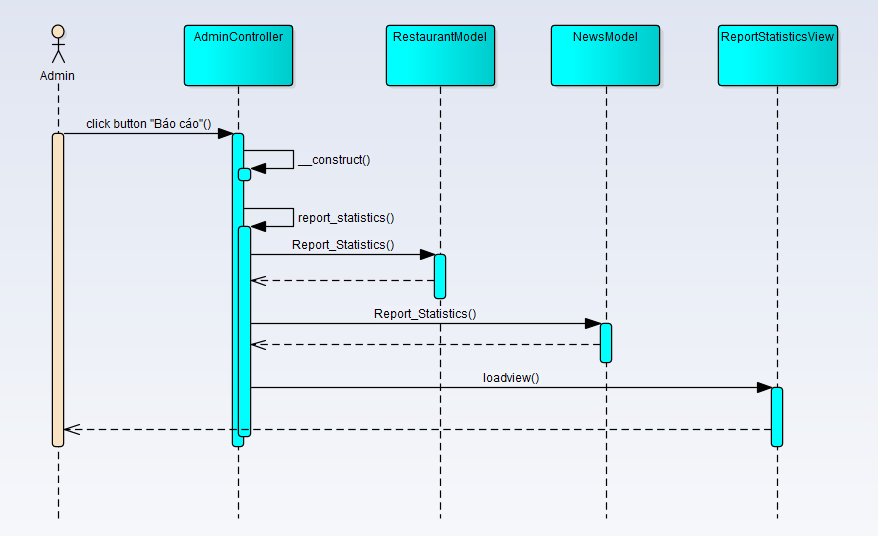 AdminController
RestaurantModel
NewsModel
ReportStatisticsView
Admin
click button "Báo cáo"()
__construct()
report_statistics()
Report_Statistics()
Report_Statistics()
loadview()